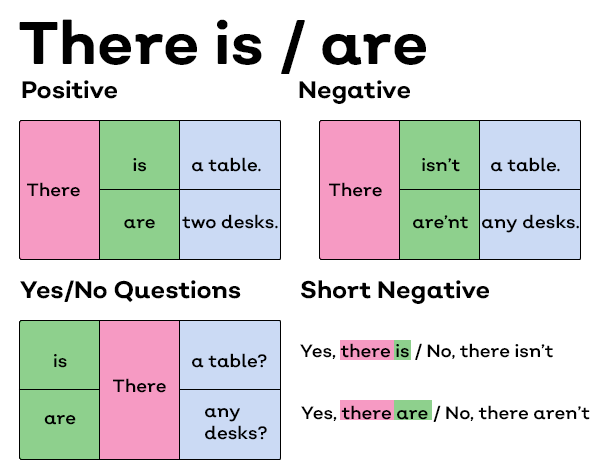 There is / are
Positive
Negative
There
is
a table.
are
two desks.
There
isn't
a table.
are'nt
any desks.
Yes/No Questions
Short Negative
is
There
a table?
are
any
desks?
Yes, there is / No, there isn't
Yes, there are / No, there aren't